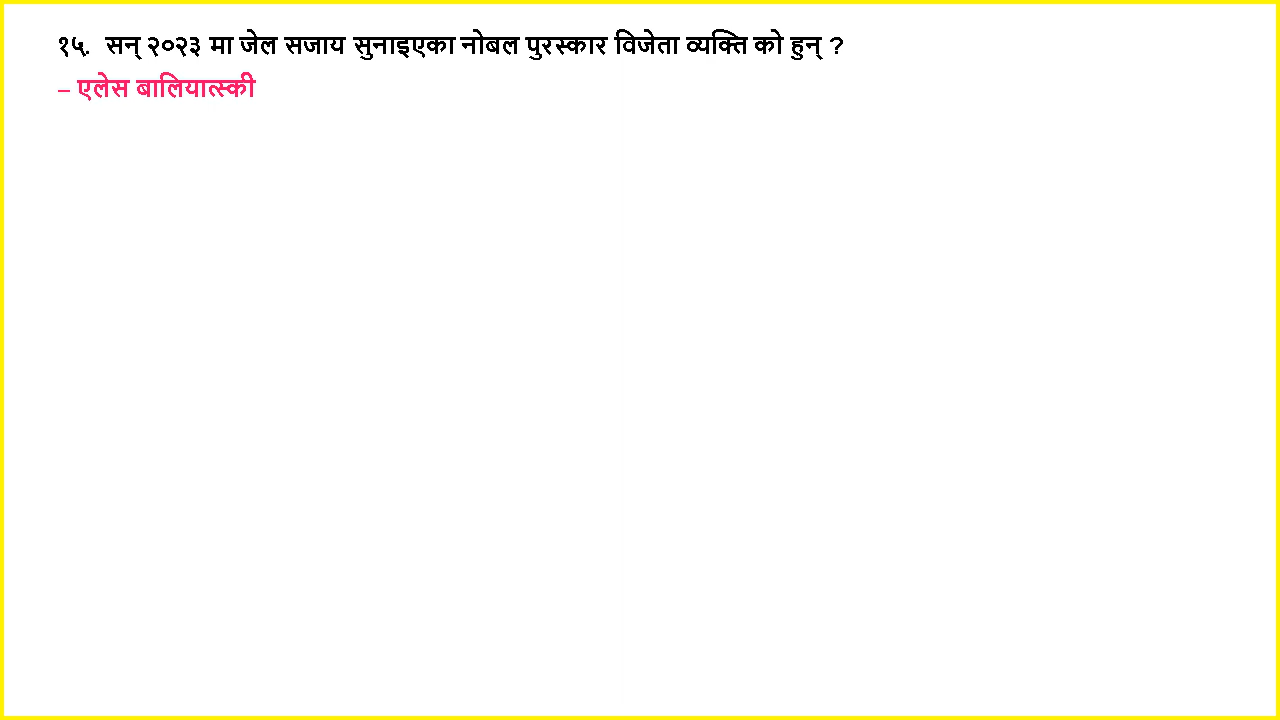 १५. सन् २०२३ मा जेल सजाय सुनाइएका नोबल पुरस्कार विजेता व्यक्ति को हुन् ?
– एलेस बालियात्स्की